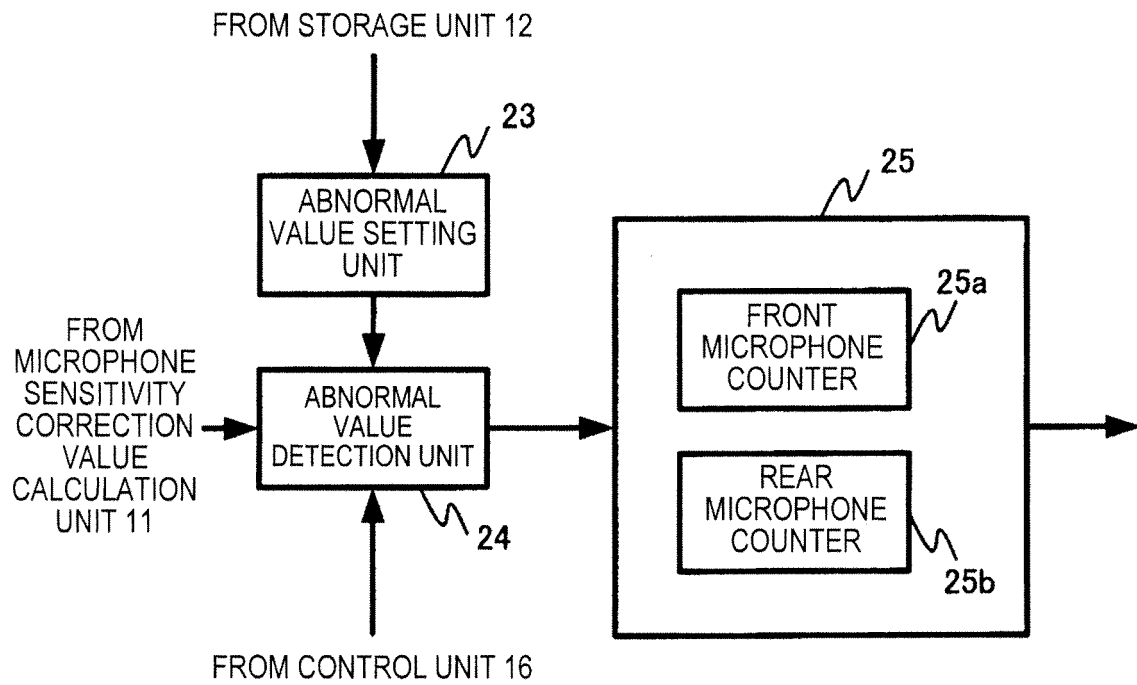 FROM STORAGE UNIT 12
23
ABNORMAL
VALUE SETTING
UNIT
25
25a
FRONT
MICROPHONE
COUNTER
FROM
MICROPHONE
SENSITIVITY
CORRECTION
VALUE
CALCULATION
UNIT 11
ABNORMAL
VALUE
DETECTION UNIT
24
REAR
MICROPHONE
COUNTER
25b
FROM CONTROL UNIT 16